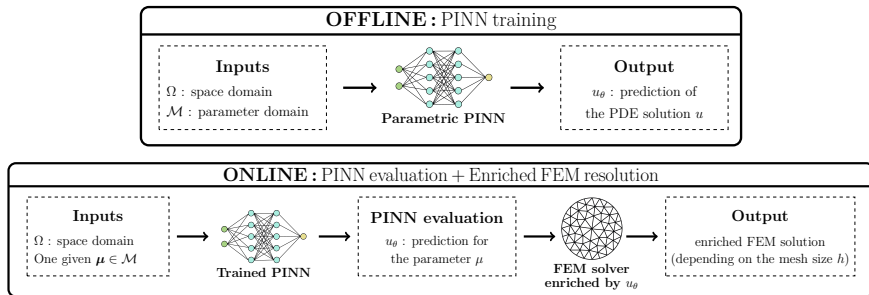 OFFLINE : PINN training
Inputs
Ω : space domain
ℳ : parameter domain
Parametric PINN
Output
u_θ : prediction of
the PDE solution u
ONLINE : PINN evaluation + Enriched FEM resolution
Inputs
Ω : space domain
One given μ ∈ ℳ
Trained PINN
PINN evaluation
u_θ : prediction for
the parameter μ
FEM solver
enriched by u_θ
Output
enriched FEM solution
(depending on the mesh size h)